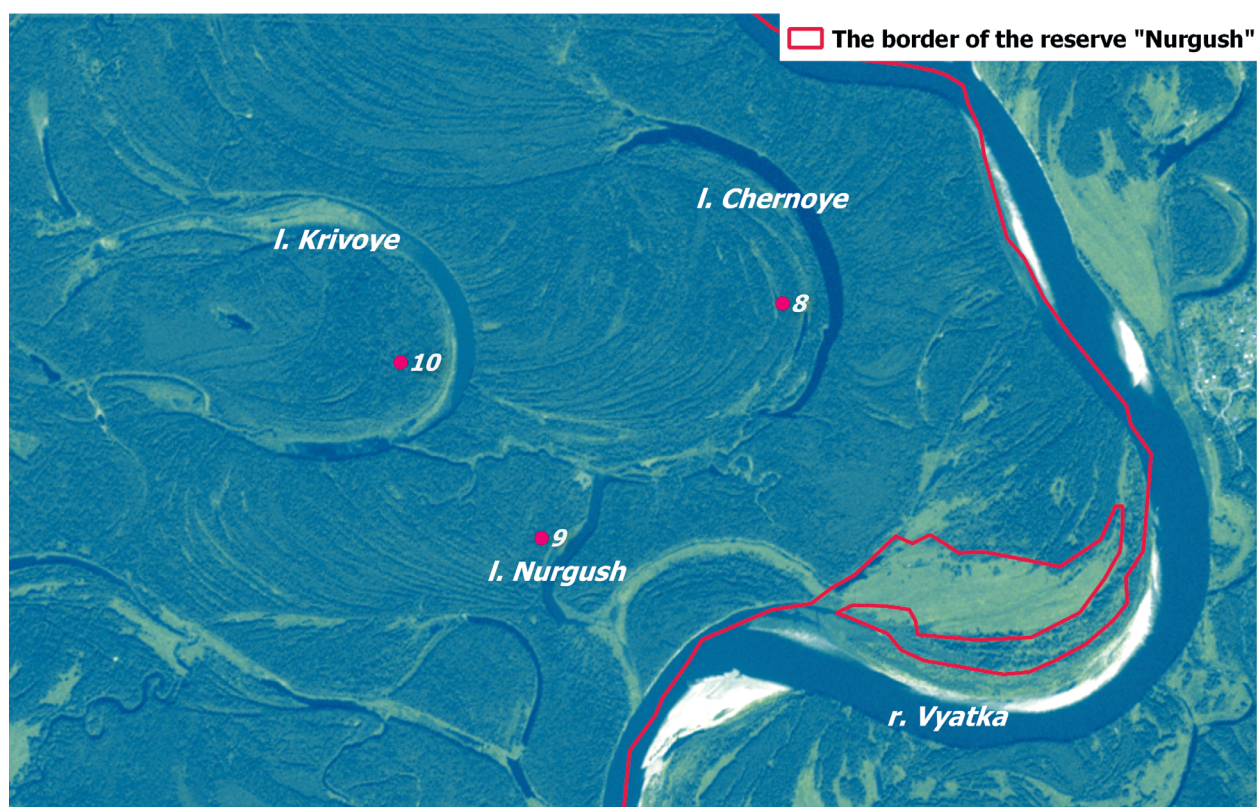 The border of the reserve "Nurgush"
l. Chernoye
l. Krivoye
8
10
9
l. Nurgush
r. Vyatka